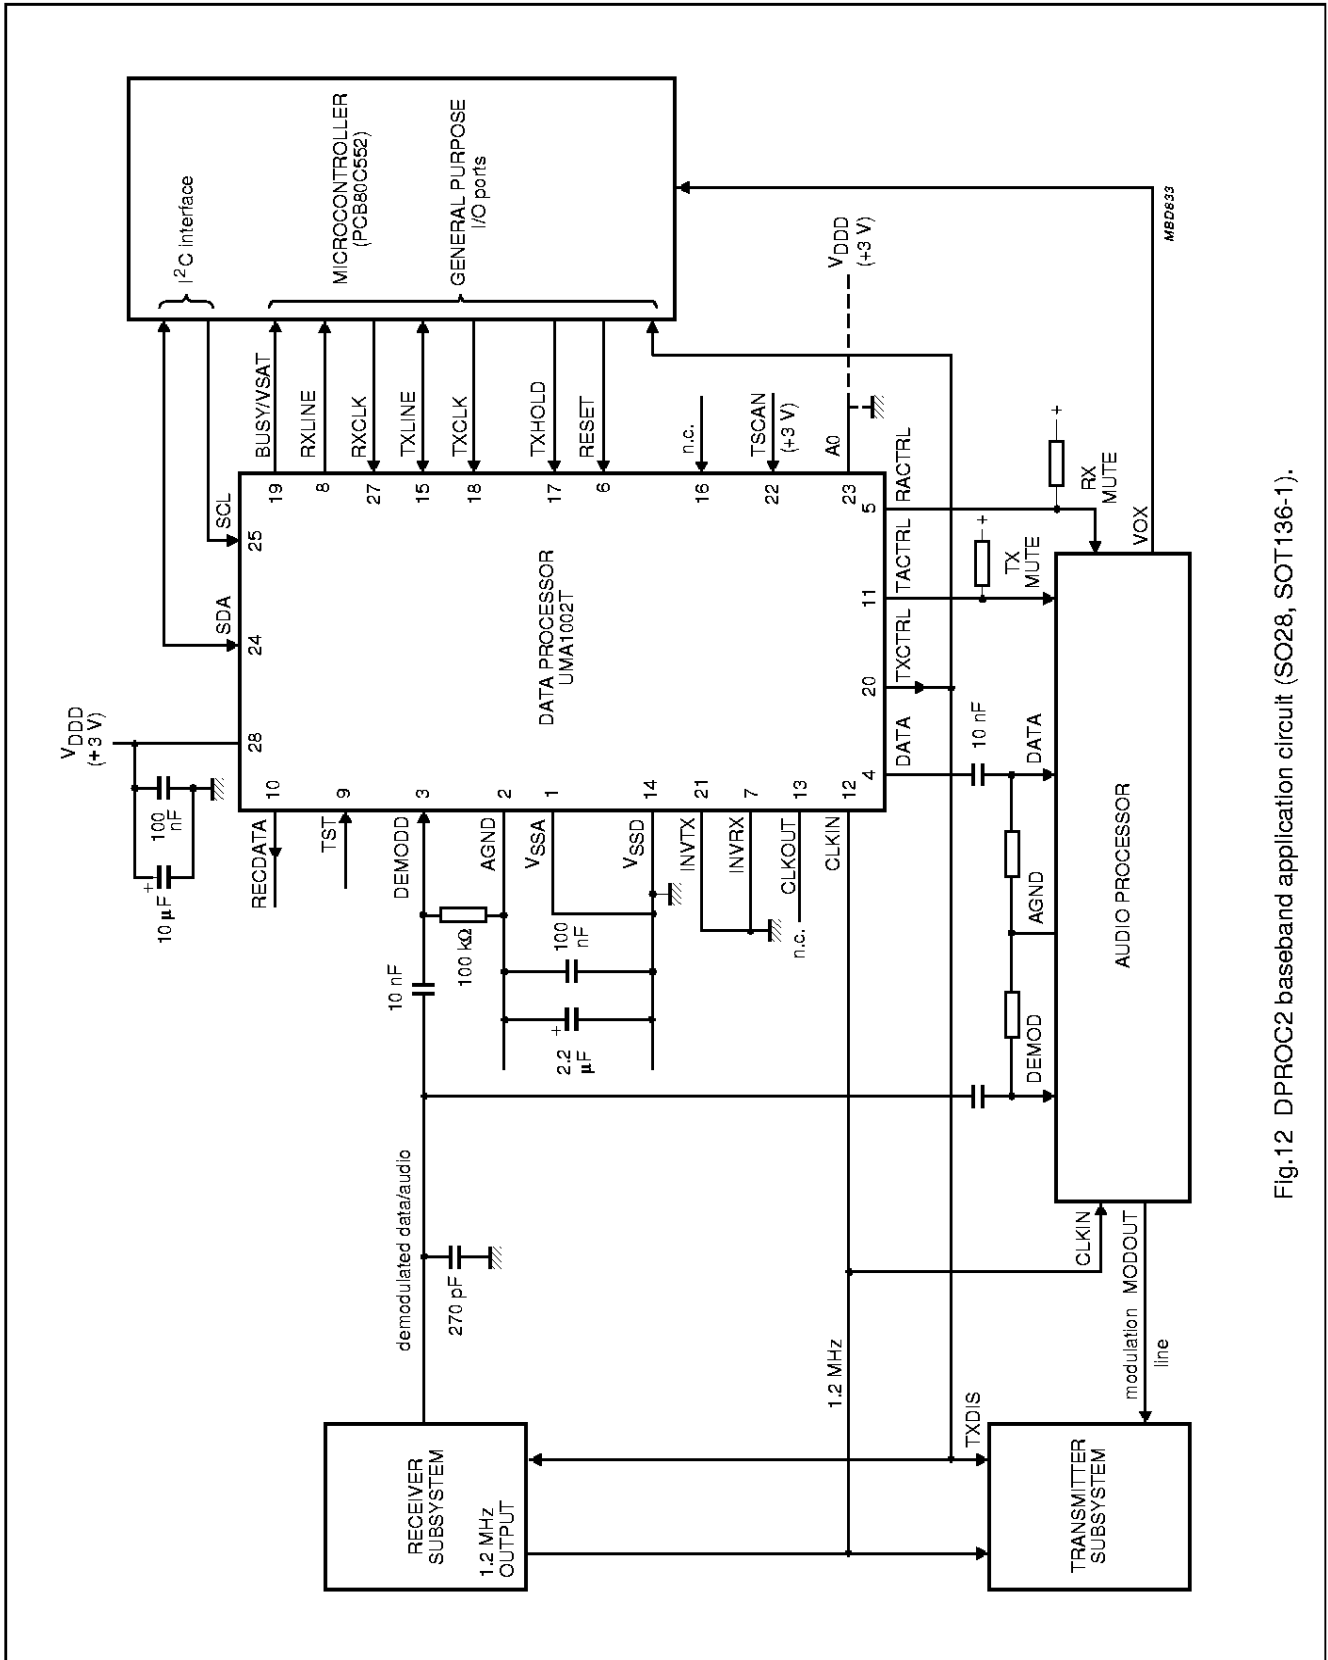 I2C interface
MICROCONTROLLER
(PCB80C552)
GENERAL PURPOSE
I/O ports
SDA
SCL
BUSY/VSAT
RXLINE
RXCLK
TXLINE
TXCLK
TXHOLD
RESET
n.c.
TSCAN
(+3 V)
A0
VDDD
(+3 V)
24
25
19
8
27
15
18
17
6
16
22
23
VDDD
(+3 V)
10 µF
+
100
nF
28
DATA PROCESSOR
UMA1002T
5
RACTRL
11
TACTRL
20
TXCTRL
4
DATA
10
9
3
2
1
14
21
7
13
12
RECDATA
TST
DEMODD
AGND
VSSA
VSSD
INVTX
INVRX
CLKOUT
CLKIN
n.c.
10 nF
100 kΩ
100
nF
+
2.2
µF
+
TX
MUTE
+
RX
MUTE
VOX
10 nF
DATA
AGND
DEMOD
AUDIO PROCESSOR
demodulated data/audio
270 pF
1.2 MHz
CLKIN
MODOUT
modulation
line
TXDIS
RECEIVER
SUBSYSTEM
1.2 MHz
OUTPUT
TRANSMITTER
SUBSYSTEM
MBD833
Fig.12 DPROC2 baseband application circuit (SO28, SOT136-1).